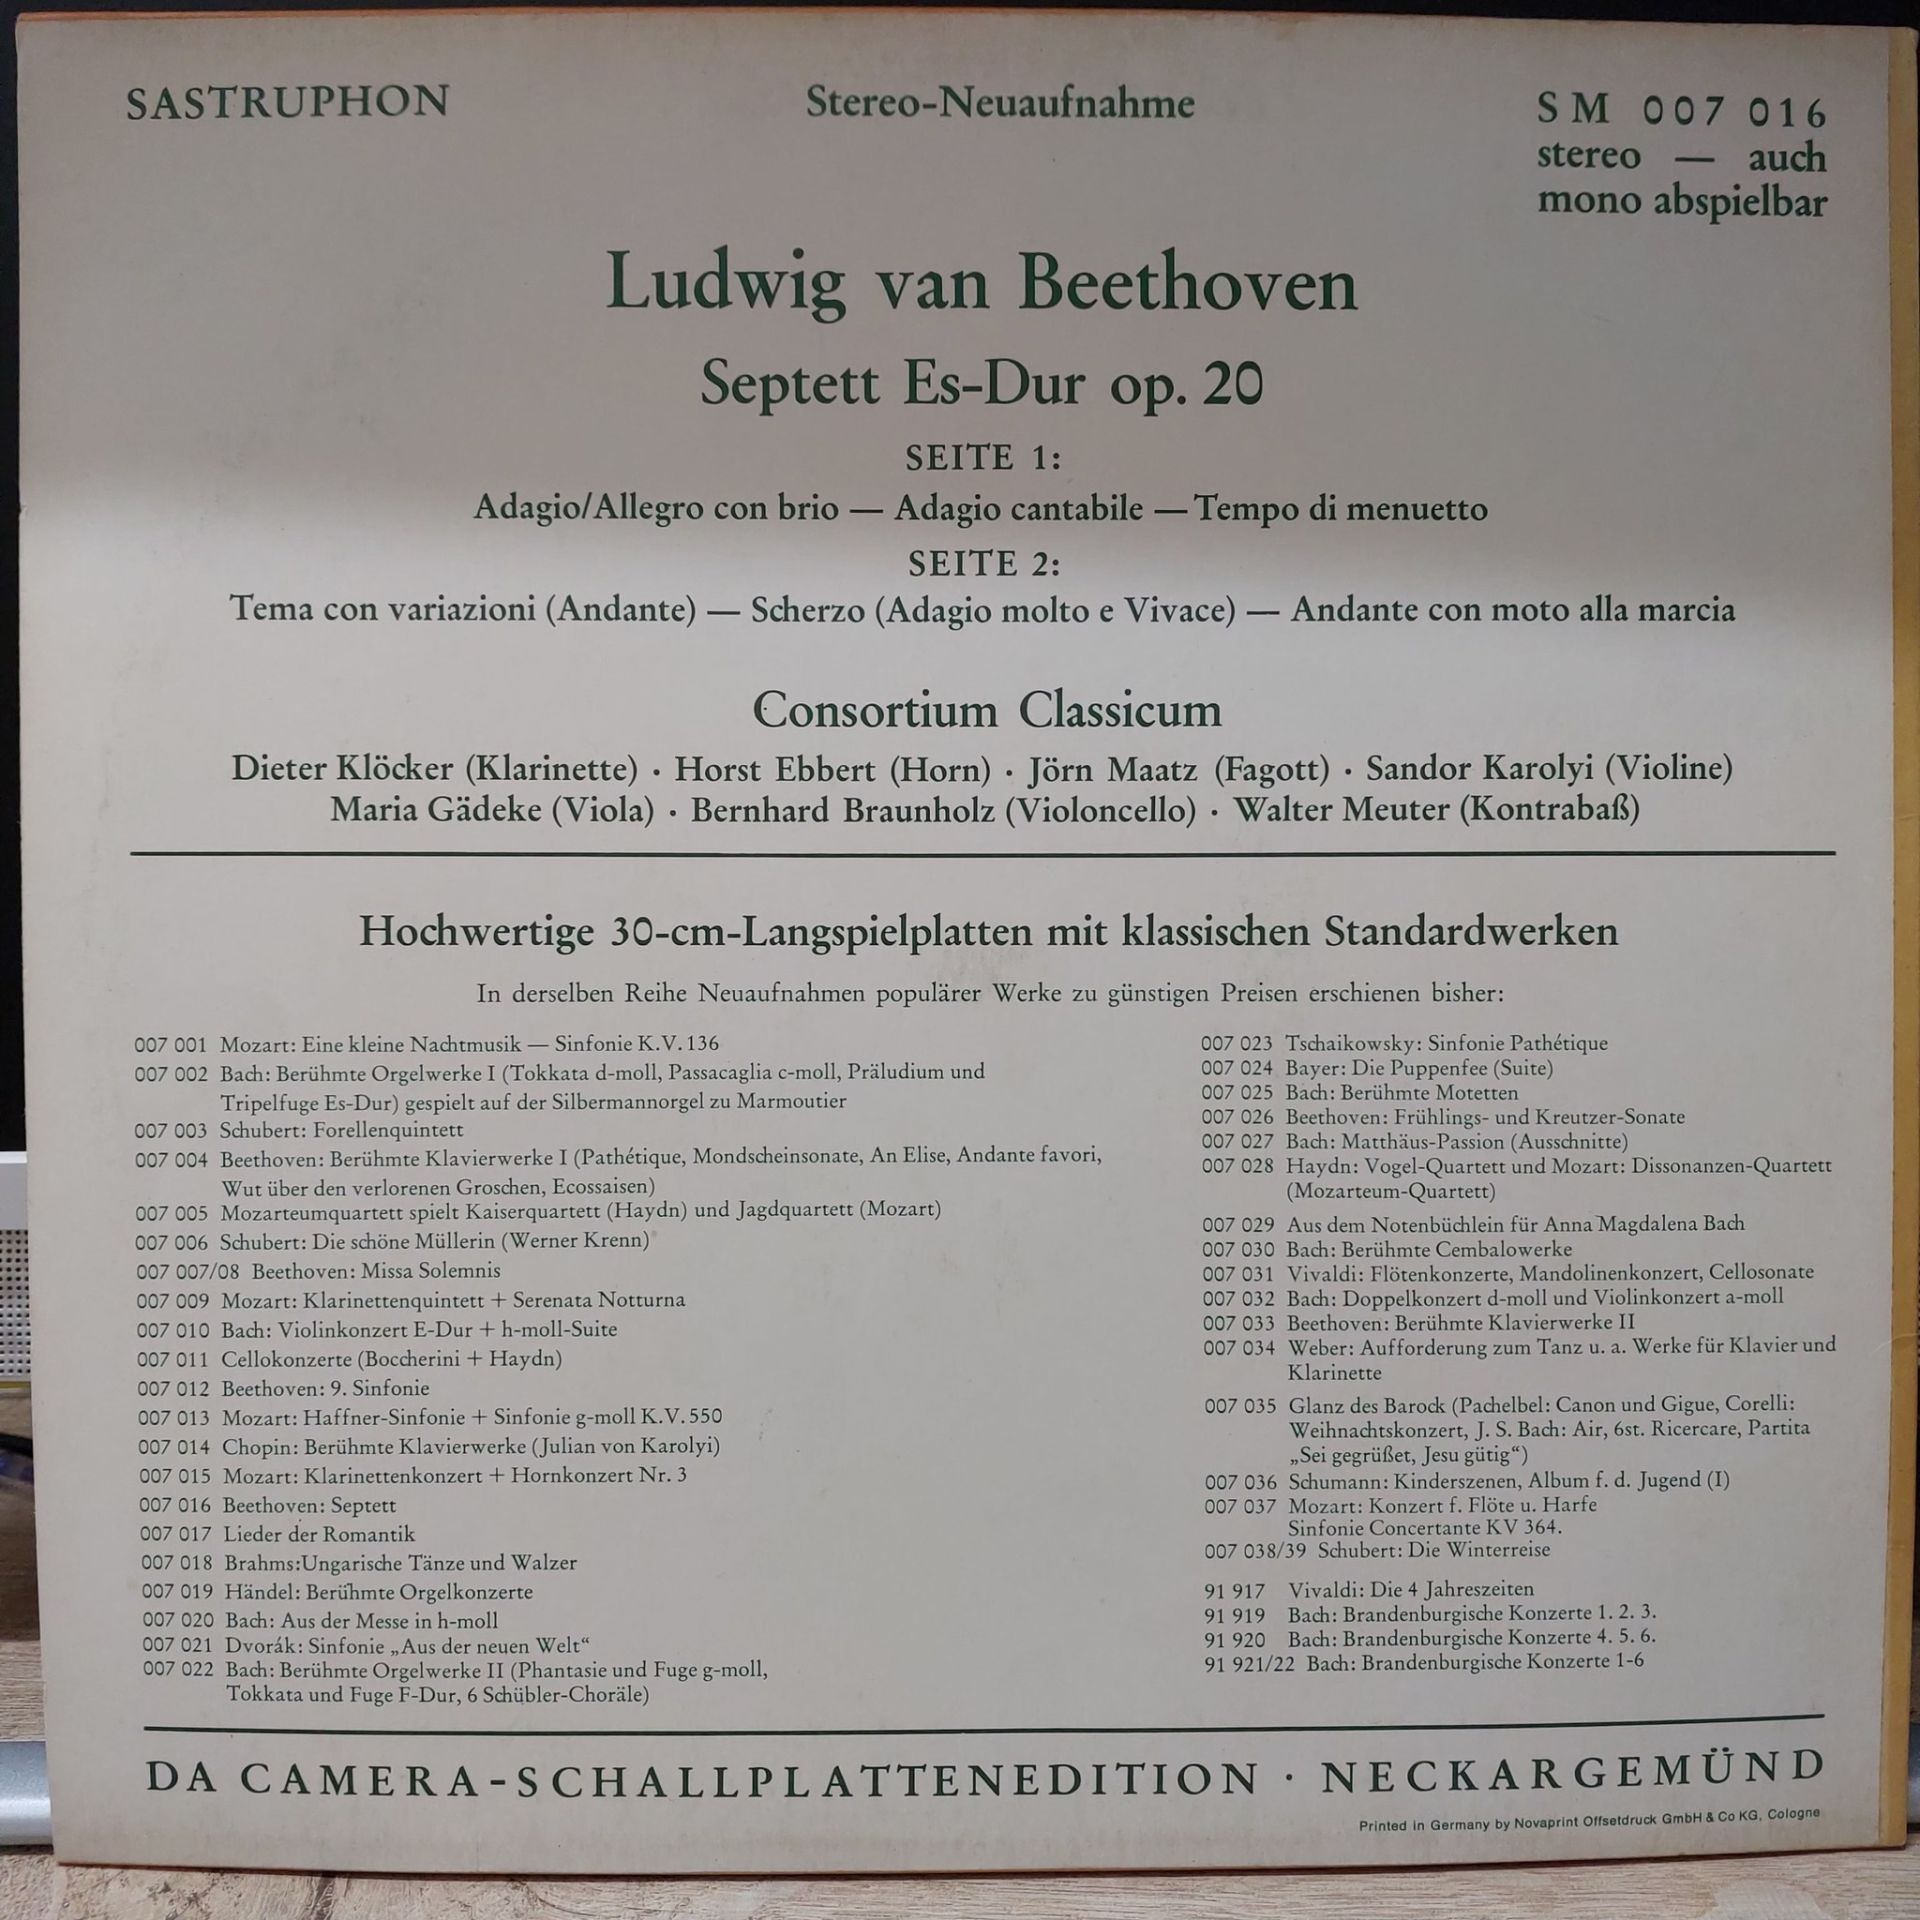 SASTRUPHON
Stereo-Neuaufnahme
SM 007 016
stereo — auch
mono abspielbar
Ludwig van Beethoven
Septett Es-Dur op. 20
SEITE 1:
Adagio/Allegro con brio — Adagio cantabile — Tempo di menuetto
SEITE 2:
Tema con variazioni (Andante) — Scherzo (Adagio molto e Vivace) — Andante con moto alla marcia
Consortium Classicum
Dieter Klöcker (Klarinette) · Horst Ebbert (Horn) · Jörn Maatz (Fagott) · Sandor Karolyi (Violine)
Maria Gädeke (Viola) · Bernhard Braunholz (Violoncello) · Walter Meuter (Kontrabaß)
Hochwertige 30-cm-Langspielplatten mit klassischen Standardwerken
In derselben Reihe Neuaufnahmen populärer Werke zu günstigen Preisen erschienen bisher:
007 001 Mozart: Eine kleine Nachtmusik — Sinfonie K.V. 136
007 002 Bach: Berühmte Orgelwerke I (Tokkata d-moll, Passacaglia c-moll, Präludium und
Tripelfuge Es-Dur) gespielt auf der Silbermannorgel zu Marmoutier
007 003 Schubert: Forellenquintett
007 004 Beethoven: Berühmte Klavierwerke I (Pathétique, Mondscheinsonate, An Elise, Andante favori,
Wut über den verlorenen Groschen, Ecossaisen)
007 005 Mozarteumquartett spielt Kaiserquartett (Haydn) und Jagdquartett (Mozart)
007 006 Schubert: Die schöne Müllerin (Werner Krenn)
007 007/08 Beethoven: Missa Solemnis
007 009 Mozart: Klarinettenquintett + Serenata Notturna
007 010 Bach: Violinkonzert E-Dur + h-moll-Suite
007 011 Cellokonzerte (Boccherini + Haydn)
007 012 Beethoven: 9. Sinfonie
007 013 Mozart: Haffner-Sinfonie + Sinfonie g-moll K.V. 550
007 014 Chopin: Berühmte Klavierwerke (Julian von Karolyi)
007 015 Mozart: Klarinettenkonzert + Hornkonzert Nr. 3
007 016 Beethoven: Septett
007 017 Lieder der Romantik
007 018 Brahms:Ungarische Tänze und Walzer
007 019 Händel: Berühmte Orgelkonzerte
007 020 Bach: Aus der Messe in h-moll
007 021 Dvorák: Sinfonie „Aus der neuen Welt“
007 022 Bach: Berühmte Orgelwerke II (Phantasie und Fuge g-moll,
Tokkata und Fuge F-Dur, 6 Schübler-Choräle)
007 023 Tschaikowsky: Sinfonie Pathétique
007 024 Bayer: Die Puppenfee (Suite)
007 025 Bach: Berühmte Motetten
007 026 Beethoven: Frühlings- und Kreutzer-Sonate
007 027 Bach: Matthäus-Passion (Ausschnitte)
007 028 Haydn: Vogel-Quartett und Mozart: Dissonanzen-Quartett
(Mozarteum-Quartett)
007 029 Aus dem Notenbüchlein für Anna Magdalena Bach
007 030 Bach: Berühmte Cembalowerke
007 031 Vivaldi: Flötenkonzerte, Mandolinenkonzert, Cellosonate
007 032 Bach: Doppelkonzert d-moll und Violinkonzert a-moll
007 033 Beethoven: Berühmte Klavierwerke II
007 034 Weber: Aufforderung zum Tanz u. a. Werke für Klavier und
Klarinette
007 035 Glanz des Barock (Pachelbel: Canon und Gigue, Corelli:
Weihnachtskonzert, J. S. Bach: Air, 6st. Ricercare, Partita
„Sei gegrüßet, Jesu gütig“)
007 036 Schumann: Kinderszenen, Album f. d. Jugend (I)
007 037 Mozart: Konzert f. Flöte u. Harfe
Sinfonie Concertante KV 364.
007 038/39 Schubert: Die Winterreise
91 917 Vivaldi: Die 4 Jahreszeiten
91 919 Bach: Brandenburgische Konzerte 1. 2. 3.
91 920 Bach: Brandenburgische Konzerte 4. 5. 6.
91 921/22 Bach: Brandenburgische Konzerte 1-6
DA CAMERA-SCHALLPLATTENEDITION · NECKARGEMÜND
Printed in Germany by Novaprint Offsetdruck GmbH & Co KG, Cologne